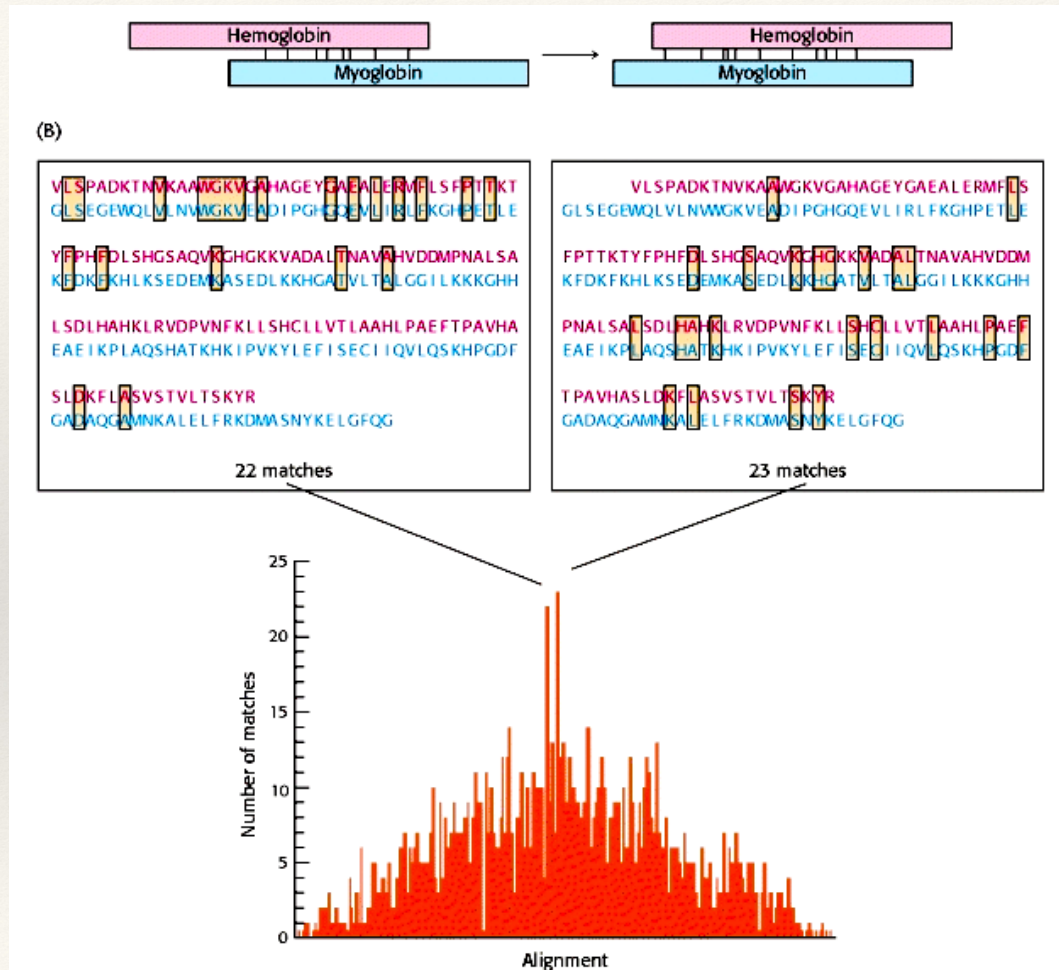 Hemoglobin
Myoglobin
Hemoglobin
Myoglobin
(B)
VLSPADKTNVKAAWGKVGAHAGEYGAEALERMFLSFPTTKT
GLSEGEWQLVLNVWGKVEADIPGHGQEVLIRLFKGHPETLE
YFPHFDLSHGSAQVKGHGKKVADALTNAVAHVDDMPNALSA
KFDKFKHLKSEDEMKASEDLKKHGATVLTALGGILKKKGHH
LSDLHAHKLRVDPVNFKLLSHCLLVTLAAHLPAEFTPAVHA
EAEIKPLAQSHATKHKIPVKYLEFISECIIQVLQSKHPGDF
SLDKFLASVSTVLTSKYR
GADAQGAMNKALELFRKDMASNYKELGFQG
22 matches
VLSPADKTNVKAAWGKVGAHAGEYGAEALERMFLS
GLSEGEWQLVLNVWGKVEADIPGHGQEVLIRLFKGHPETLE
FPTTKTYFPHFDLSHGSAQVKGHGKKVADALTNAVAHVDDM
KFDKFKHLKSEDEMKASEDLKKHGATVLTALGGILKKKGHH
PNALSALSDLHAHKLRVDPVNFKLLSHCLLVTLAAHLPAEF
EAEIKPLAQSHATKHKIPVKYLEFISECIIQVLQSKHPGDF
TPAVHASLDKFLASVSTVLTSKYR
GADAQGAMNKALELFRKDMASNYKELGFQG
23 matches
25
20
15
10
5
0
Number of matches
Alignment